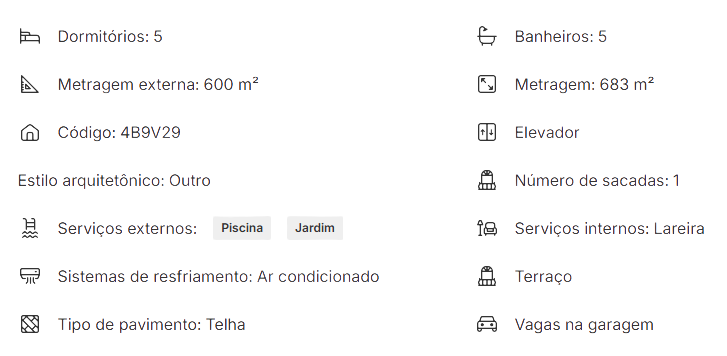 Dormitórios: 5
Banheiros: 5
Metragem externa: 600 m²
Metragem: 683 m²
Código: 4B9V29
Elevador
Estilo arquitetônico: Outro
Número de sacadas: 1
Serviços externos: Piscina Jardim
Serviços internos: Lareira
Sistemas de resfriamento: Ar condicionado
Terraço
Tipo de pavimento: Telha
Vagas na garagem